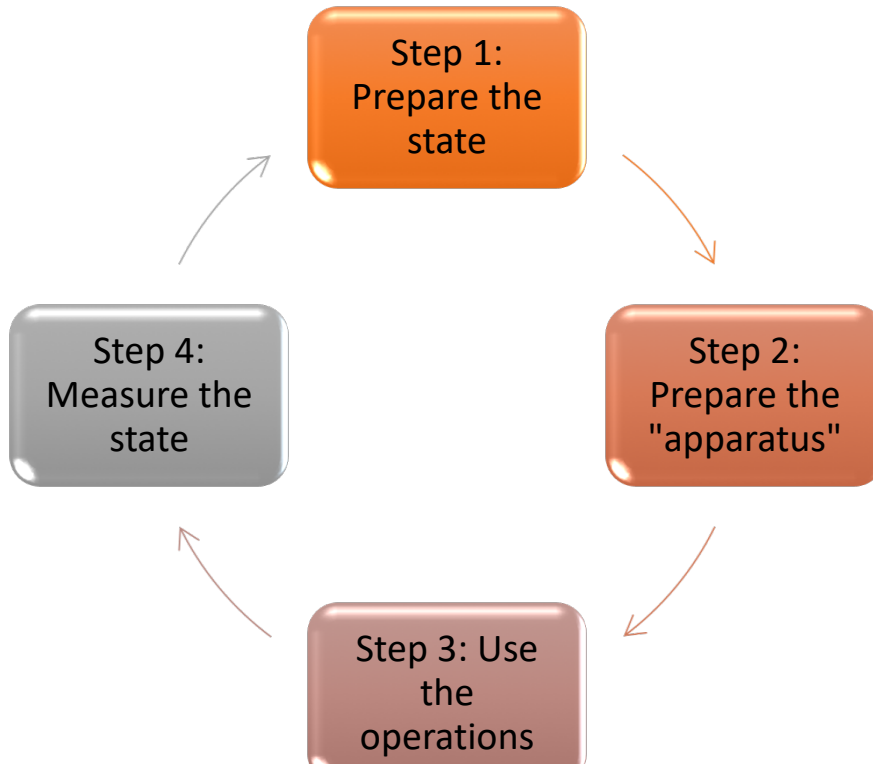 Step 1:
Prepare the
state
Step 2:
Prepare the
"apparatus"
Step 3: Use
the
operations
Step 4:
Measure the
state